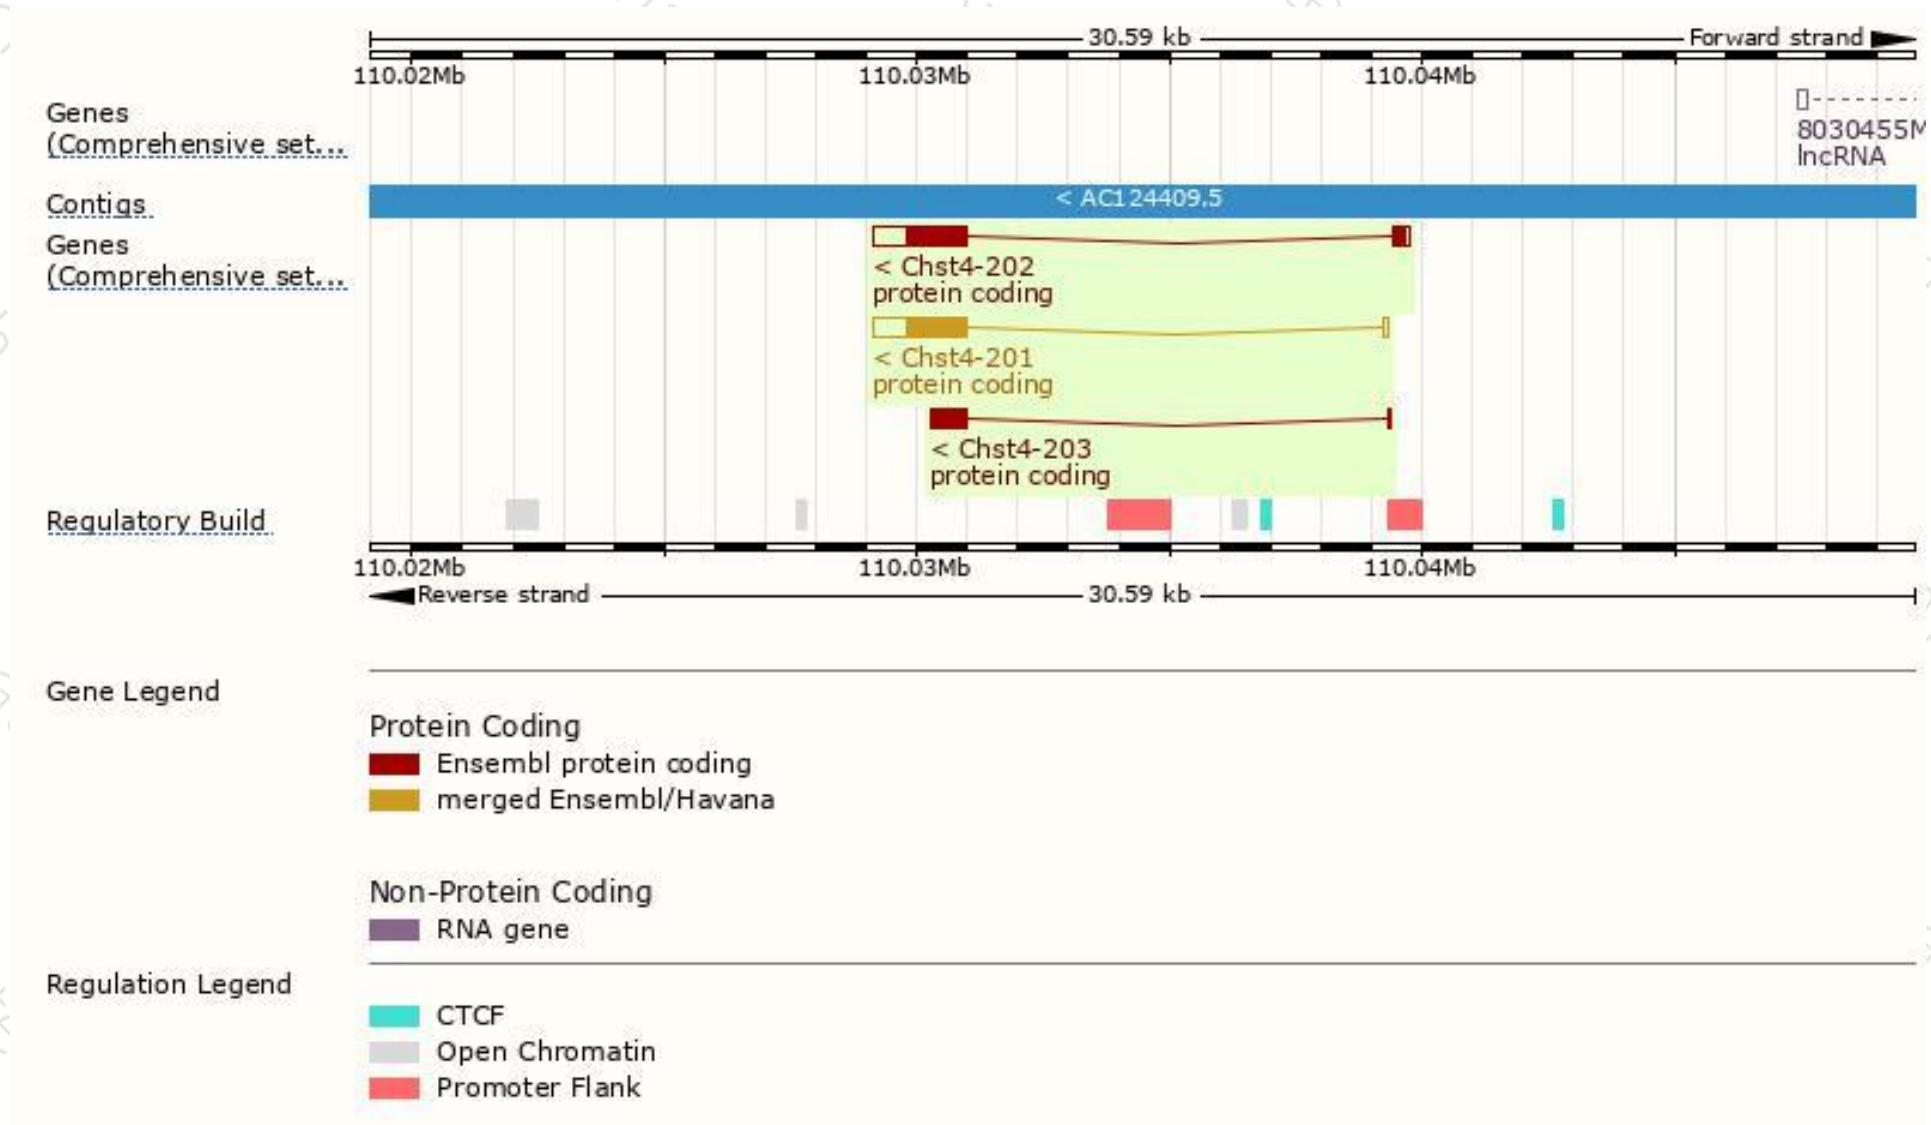 30.59 kb Forward strand
110.02Mb 110.03Mb 110.04Mb
Genes
(Comprehensive set...
8030455M
lncRNA
Contigs
< AC124409.5
Genes
(Comprehensive set...
< Chst4-202
protein coding
< Chst4-201
protein coding
< Chst4-203
protein coding
Regulatory Build
110.02Mb 110.03Mb 110.04Mb
Reverse strand 30.59 kb
Gene Legend
Protein Coding
Ensembl protein coding
merged Ensembl/Havana
Non-Protein Coding
RNA gene
Regulation Legend
CTCF
Open Chromatin
Promoter Flank